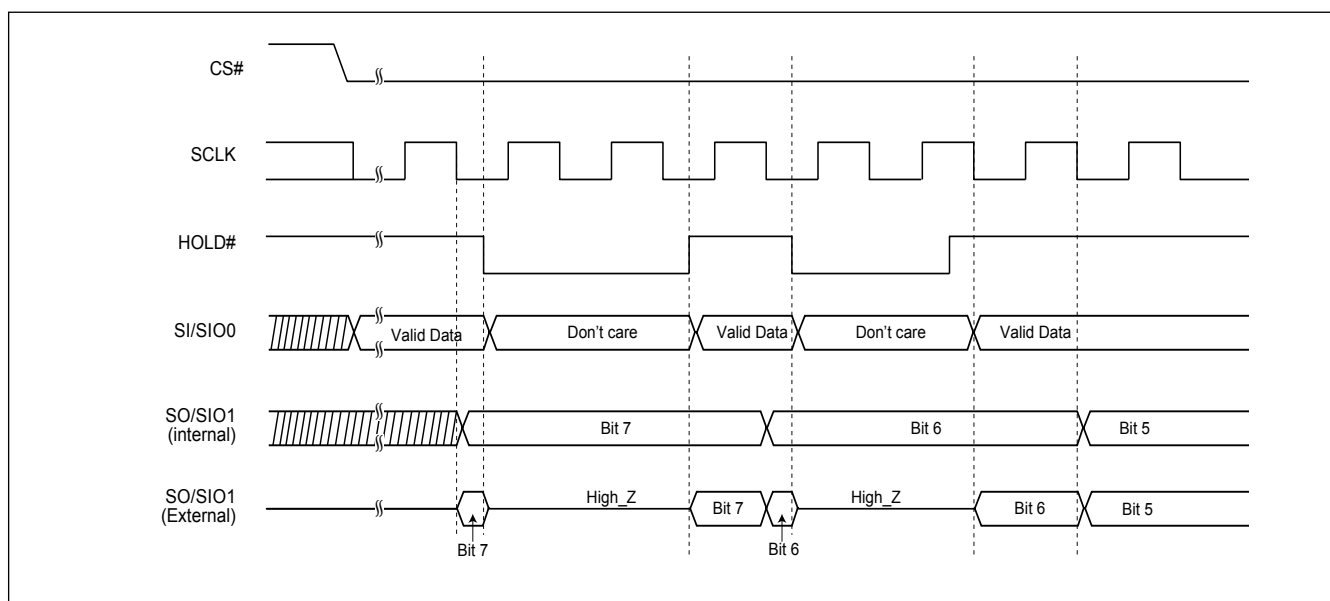 CS#
SCLK
HOLD#
SI/SIO0
Valid Data
Don’t care
Valid Data
Don’t care
Valid Data
SO/SIO1
(internal)
Bit 7
Bit 6
Bit 5
SO/SIO1
(External)
High_Z
Bit 7
High_Z
Bit 6
Bit 5
Bit 7
Bit 6